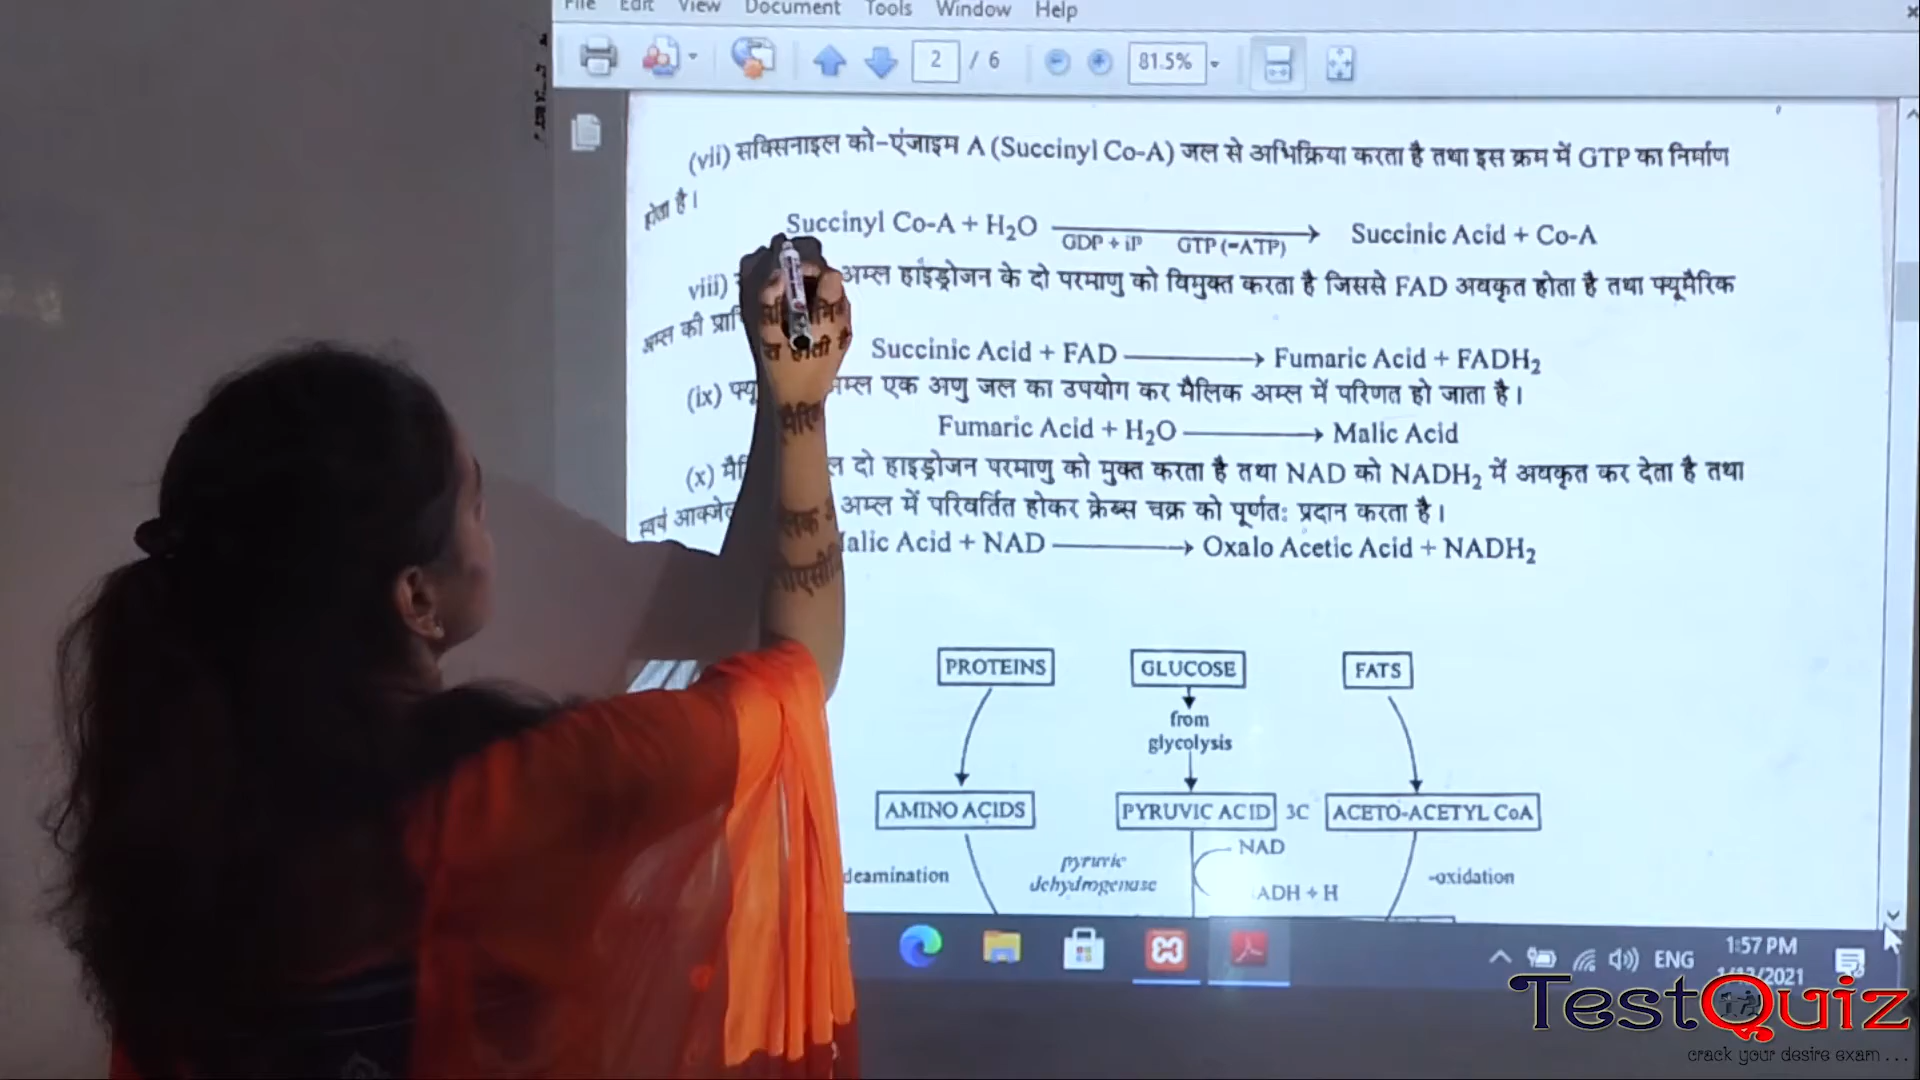 File Edit View Document Tools Window Help
2 / 6 81.5%
(vii) सक्सिनाइल को-एंजाइम A (Succinyl Co-A) जल से अभिक्रिया करता है तथा इस क्रम में GTP का निर्माण
होता है।
Succinyl Co-A + H₂O GDP + iP GTP (=ATP) → Succinic Acid + Co-A
viii) अम्ल हाइड्रोजन के दो परमाणु को विमुक्त करता है जिससे FAD अवकृत होता है तथा फ्यूमैरिक
अम्ल की होती है
Succinic Acid + FAD → Fumaric Acid + FADH₂
(ix) अम्ल एक अणु जल का उपयोग कर मैलिक अम्ल में परिणत हो जाता है।
Fumaric Acid + H₂O → Malic Acid
(x) दो हाइड्रोजन परमाणु को मुक्त करता है तथा NAD को NADH₂ में अवकृत कर देता है तथा
स्वयं अम्ल में परिवर्तित होकर क्रेब्स चक्र को पूर्णतः प्रदान करता है।
Malic Acid + NAD → Oxalo Acetic Acid + NADH₂
PROTEINS GLUCOSE FATS
from
glycolysis
AMINO ACIDS PYRUVIC ACID 3C ACETO-ACETYL CoA
deamination pyruvic NAD -oxidation
dehydrogenase ADH + H
ENG 1:57 PM
TestQuiz
crack your desire exam ...